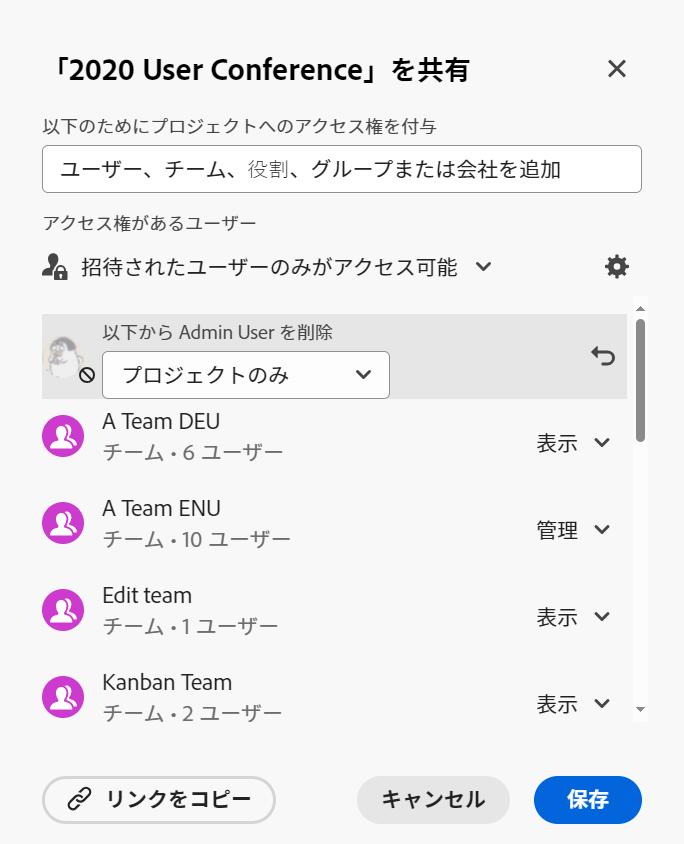 「2020 User Conference」を共有
以下のためにプロジェクトへのアクセス権を付与
ユーザー、チーム、役割、グループまたは会社を追加
アクセス権があるユーザー
招待されたユーザーのみがアクセス可能
以下から Admin User を削除
プロジェクトのみ
A Team DEU
チーム • 6 ユーザー
表示
A Team ENU
チーム • 10 ユーザー
管理
Edit team
チーム • 1 ユーザー
表示
Kanban Team
チーム • 2 ユーザー
表示
リンクをコピー
キャンセル
保存